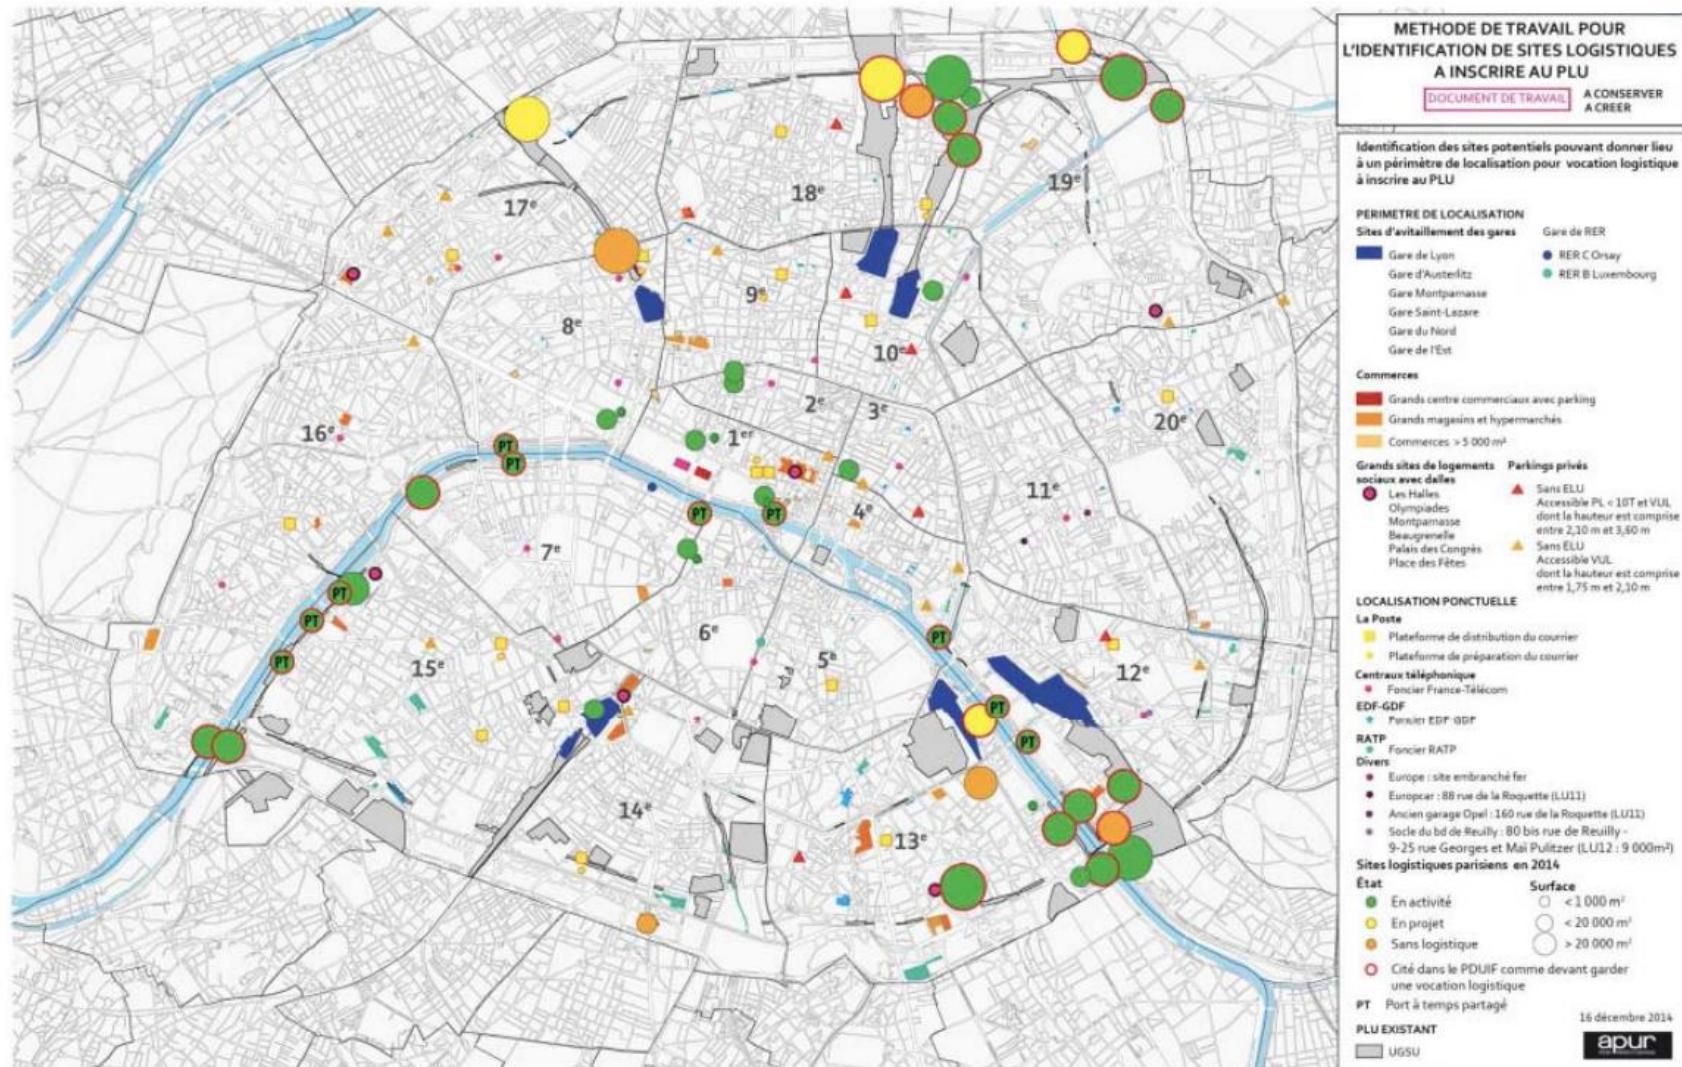 17e
18e
19e
9e
8e
10e
2e
3e
16e
1er
20e
PT
PT
11e
PT
PT
4e
7e
PT
PT
PT
6e
PT
15e
5e
12e
PT
PT
14e
13e
METHODE DE TRAVAIL POUR
L'IDENTIFICATION DE SITES LOGISTIQUES
A INSCRIRE AU PLU
DOCUMENT DE TRAVAIL
A CONSERVER
A CREER
Identification des sites potentiels pouvant donner lieu
à un périmètre de localisation pour vocation logistique
à inscrire au PLU
PERIMETRE DE LOCALISATION
Sites d'avitaillement des gares
Gare de Lyon
Gare d'Austerlitz
Gare Montparnasse
Gare Saint-Lazare
Gare du Nord
Gare de l'Est
Gare de RER
RER C Orsay
RER B Luxembourg
Commerces
Grands centre commerciaux avec parking
Grands magasins et hypermarchés
Commerces > 5 000 m²
Grands sites de logements
sociaux avec dalles
Les Halles
Olympiades
Montparnasse
Beaugrenelle
Palais des Congrès
Place des Fêtes
Parkings privés
Sans ELU
Accessible PL < 10T et VUL
dont la hauteur est comprise
entre 2,10 m et 3,60 m
Sans ELU
Accessible VUL
dont la hauteur est comprise
entre 1,75 m et 2,10 m
LOCALISATION PONCTUELLE
La Poste
Plateforme de distribution du courrier
Plateforme de préparation du courrier
Centraux téléphonique
Foncier France-Télécom
EDF-GDF
Foncier EDF-GDF
RATP
Foncier RATP
Divers
Europe : site embranché fer
Europcar : 88 rue de la Roquette (LU11)
Ancien garage Opel : 160 rue de la Roquette (LU11)
Socle du bd de Reuilly : 80 bis rue de Reuilly -
9-25 rue Georges et Maï Pulitzer (LU12 : 9 000m²)
Sites logistiques parisiens en 2014
État
En activité
En projet
Sans logistique
Surface
< 1 000 m²
< 20 000 m²
> 20 000 m²
Cité dans le PDUIF comme devant garder
une vocation logistique
PT Port à temps partagé
16 décembre 2014
PLU EXISTANT
UGSU
apur